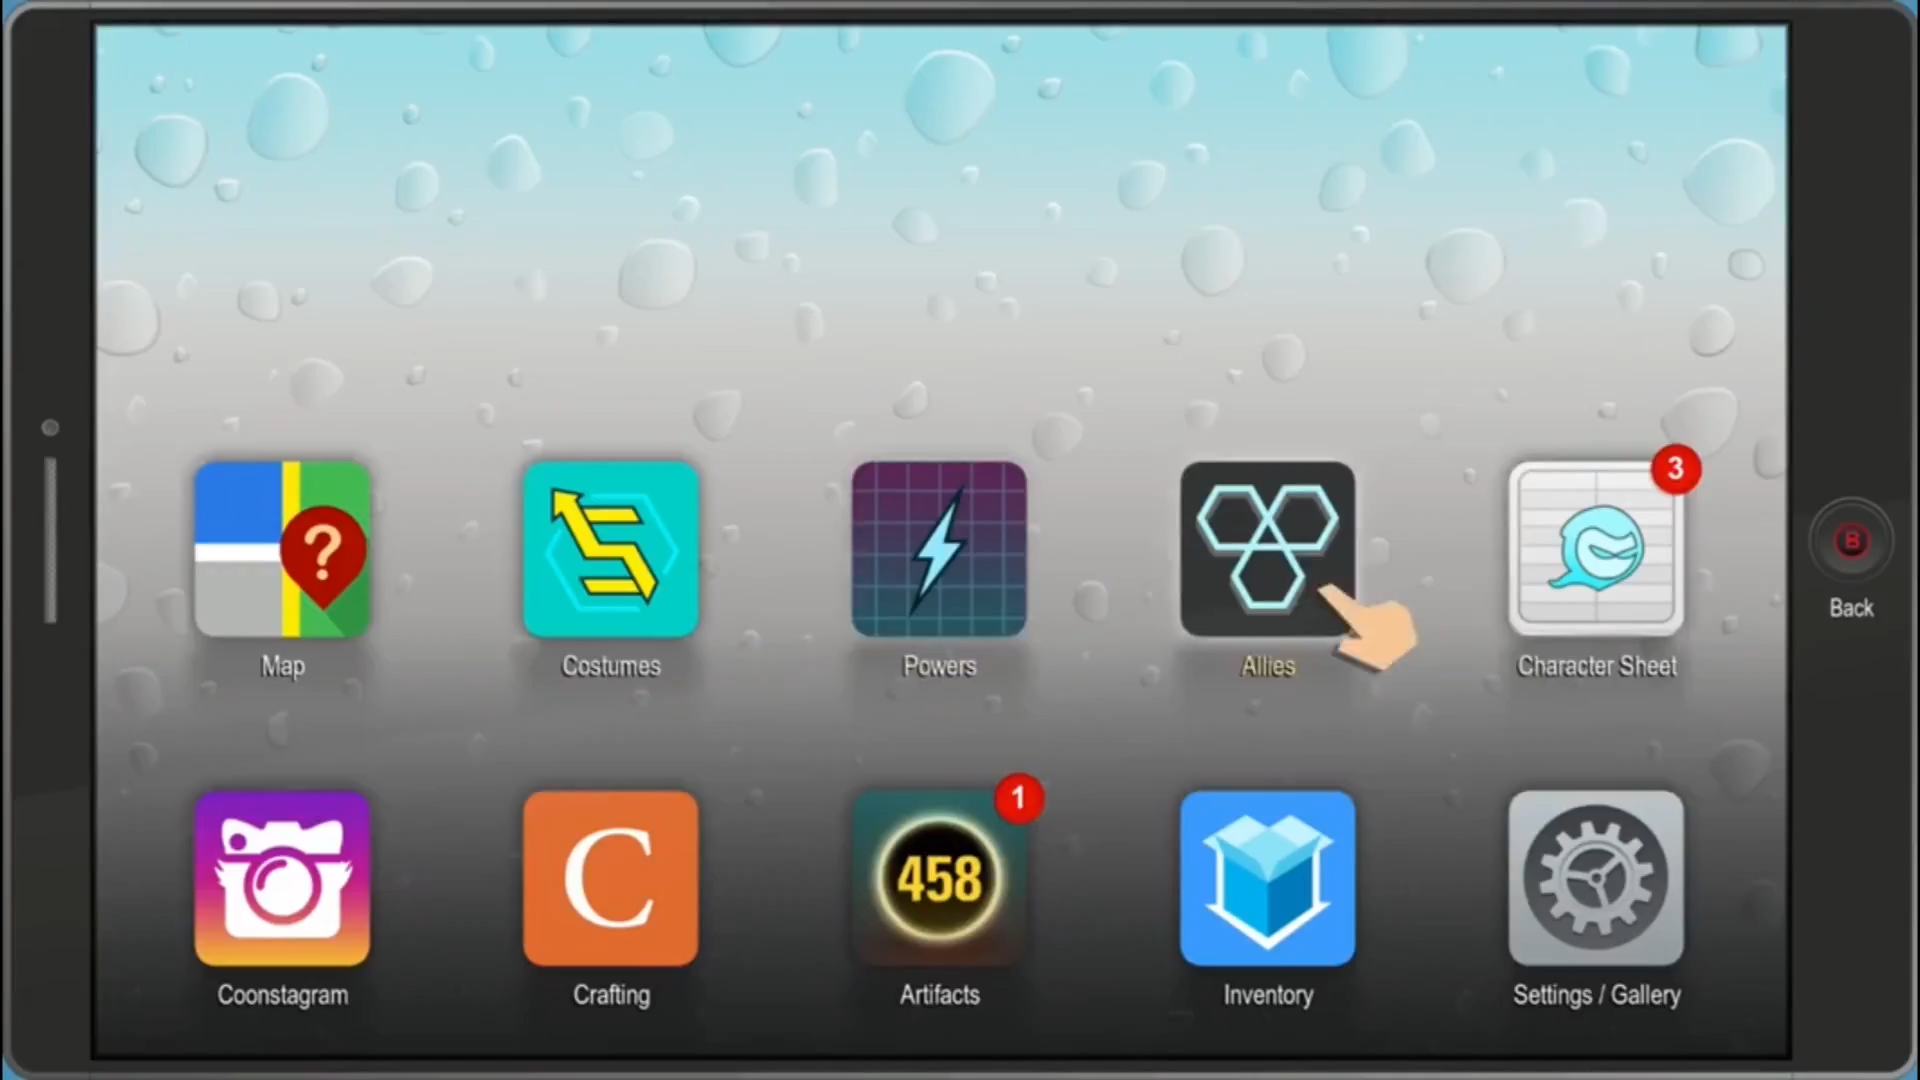 3
?
B
Back
Map
Costumes
Powers
Allies
Character Sheet
1
C
458
Coonstagram
Crafting
Artifacts
Inventory
Settings / Gallery